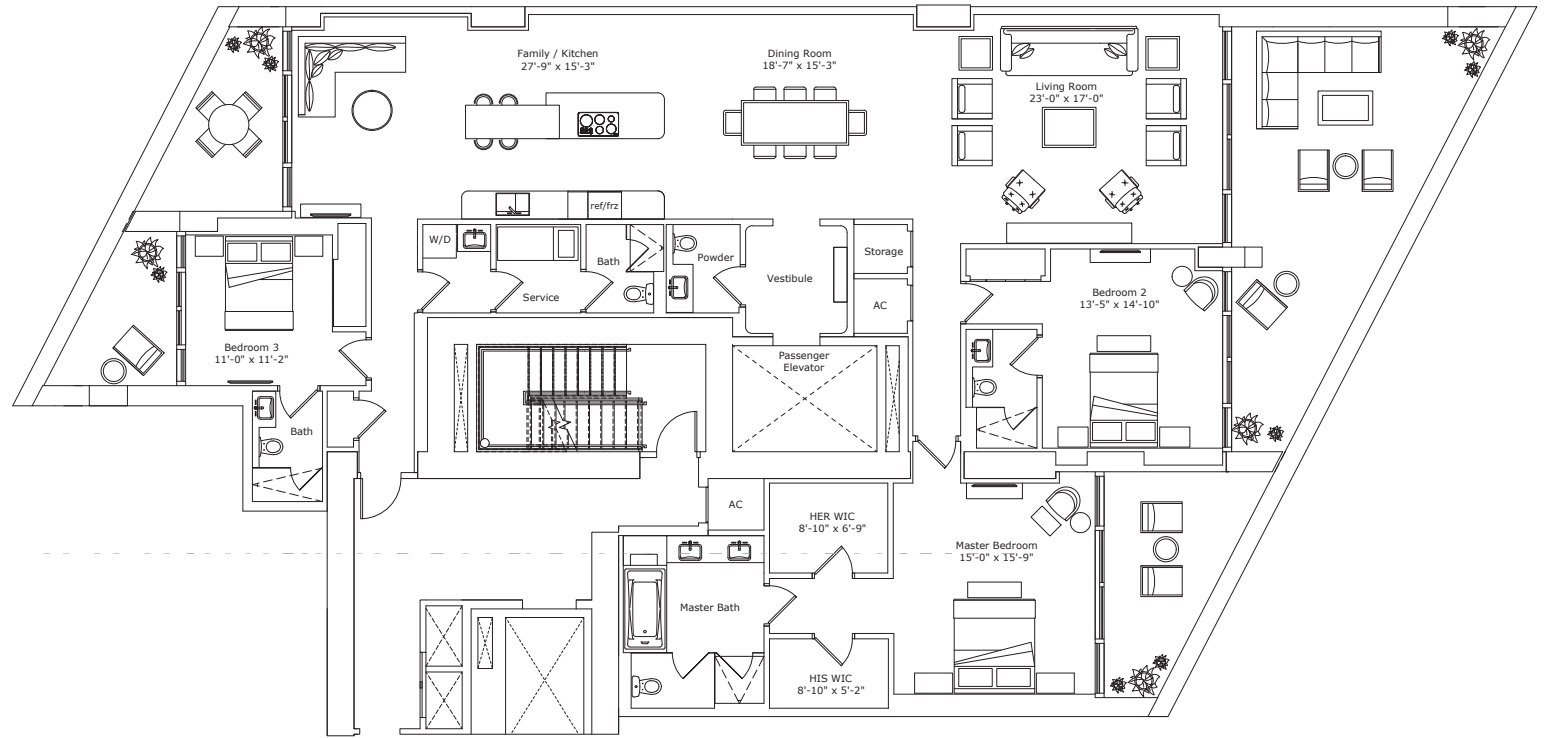 Family / Kitchen
27'-9" x 15'-3"
Dining Room
18'-7" x 15'-3"
Living Room
23'-0" x 17'-0"
ref/frz
W/D
Bath
Powder
Service
Vestibule
Storage
AC
Bedroom 2
13'-5" x 14'-10"
Bedroom 3
11'-0" x 11'-2"
Passenger
Elevator
Bath
AC
HER WIC
8'-10" x 6'-9"
Master Bedroom
15'-0" x 15'-9"
Master Bath
HIS WIC
8'-10" x 5'-2"